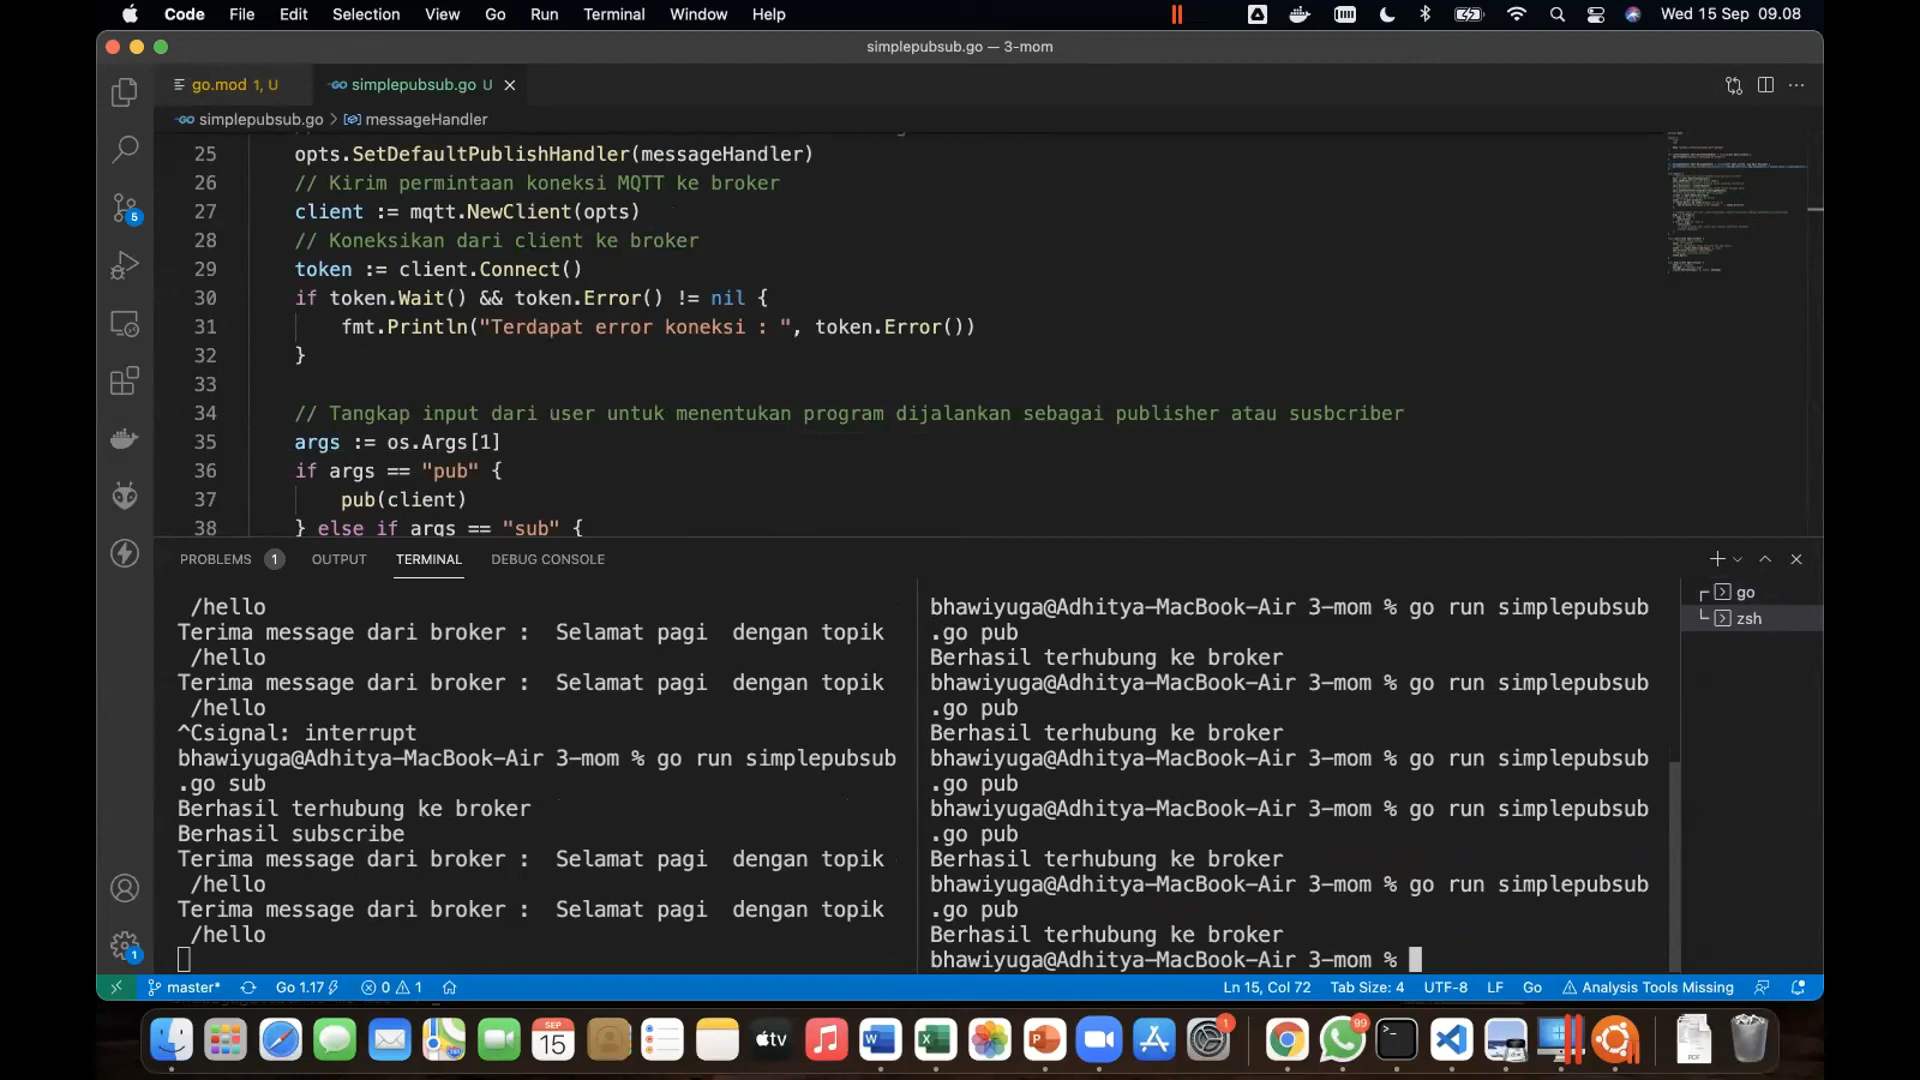 Code File Edit Selection View Go Run Terminal Window Help Wed 15 Sep 09.08
simplepubsub.go — 3-mom
go.mod 1, U simplepubsub.go U
simplepubsub.go > messageHandler
25 opts.SetDefaultPublishHandler(messageHandler)
26 // Kirim permintaan koneksi MQTT ke broker
27 client := mqtt.NewClient(opts)
28 // Koneksikan dari client ke broker
29 token := client.Connect()
30 if token.Wait() && token.Error() != nil {
31 fmt.Println("Terdapat error koneksi : ", token.Error())
32 }
33
34 // Tangkap input dari user untuk menentukan program dijalankan sebagai publisher atau susbcriber
35 args := os.Args[1]
36 if args == "pub" {
37 pub(client)
38 } else if args == "sub" {
PROBLEMS 1 OUTPUT TERMINAL DEBUG CONSOLE
/hello
Terima message dari broker :  Selamat pagi  dengan topik
/hello
Terima message dari broker :  Selamat pagi  dengan topik
/hello
^Csignal: interrupt
bhawiyuga@Adhitya-MacBook-Air 3-mom % go run simplepubsub
.go sub
Berhasil terhubung ke broker
Berhasil subscribe
Terima message dari broker :  Selamat pagi  dengan topik
/hello
Terima message dari broker :  Selamat pagi  dengan topik
/hello
bhawiyuga@Adhitya-MacBook-Air 3-mom % go run simplepubsub
.go pub
Berhasil terhubung ke broker
bhawiyuga@Adhitya-MacBook-Air 3-mom % go run simplepubsub
.go pub
Berhasil terhubung ke broker
bhawiyuga@Adhitya-MacBook-Air 3-mom % go run simplepubsub
.go pub
bhawiyuga@Adhitya-MacBook-Air 3-mom % go run simplepubsub
.go pub
Berhasil terhubung ke broker
bhawiyuga@Adhitya-MacBook-Air 3-mom % go run simplepubsub
.go pub
Berhasil terhubung ke broker
bhawiyuga@Adhitya-MacBook-Air 3-mom %
go
zsh
5
1
master* Go 1.17 0 1 Ln 15, Col 72 Tab Size: 4 UTF-8 LF Go Analysis Tools Missing
SEP
15
tv
1
99
PDF